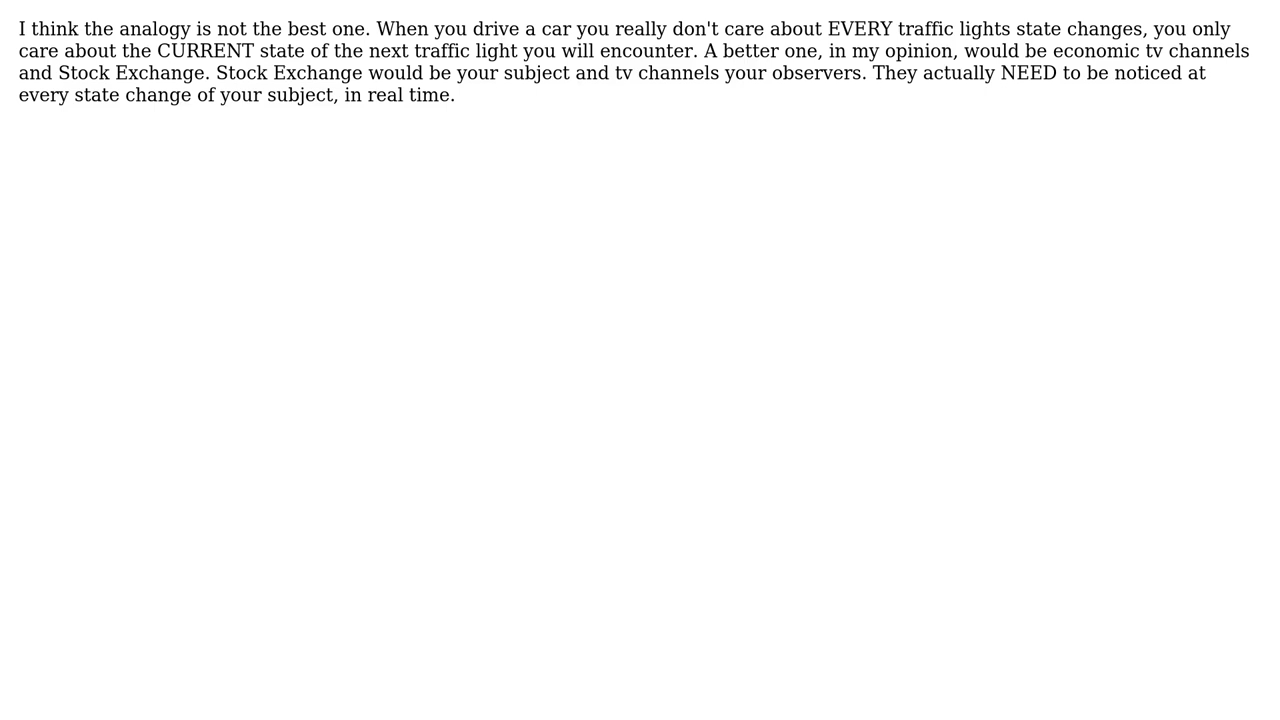 I think the analogy is not the best one. When you drive a car you really don't care about EVERY traffic lights state changes, you only
care about the CURRENT state of the next traffic light you will encounter. A better one, in my opinion, would be economic tv channels
and Stock Exchange. Stock Exchange would be your subject and tv channels your observers. They actually NEED to be noticed at
every state change of your subject, in real time.